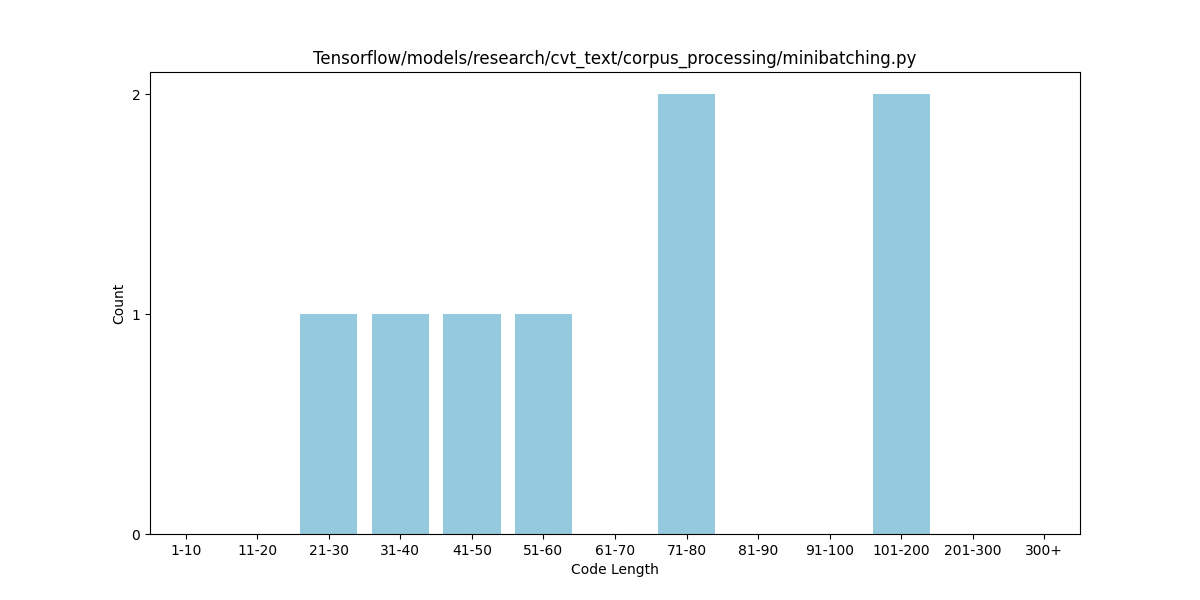 Tensorflow/models/research/cvt_text/corpus_processing/minibatching.py
2
1
0
Count
1-10 11-20 21-30 31-40 41-50 51-60 61-70 71-80 81-90 91-100 101-200 201-300 300+
Code Length